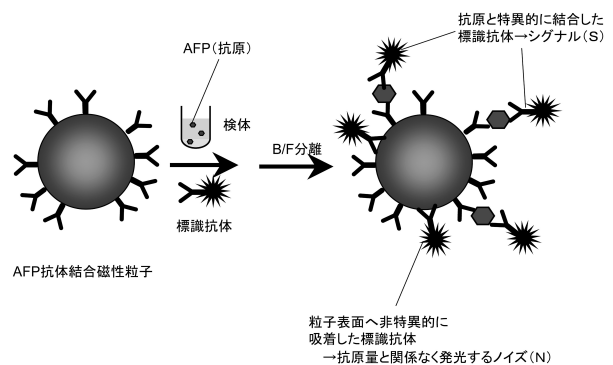 抗原と特異的に結合した
標識抗体→シグナル(S)
AFP(抗原)
検体
B/F分離
標識抗体
AFP抗体結合磁性粒子
粒子表面へ非特異的に
吸着した標識抗体
→抗原量と関係なく発光するノイズ(N)